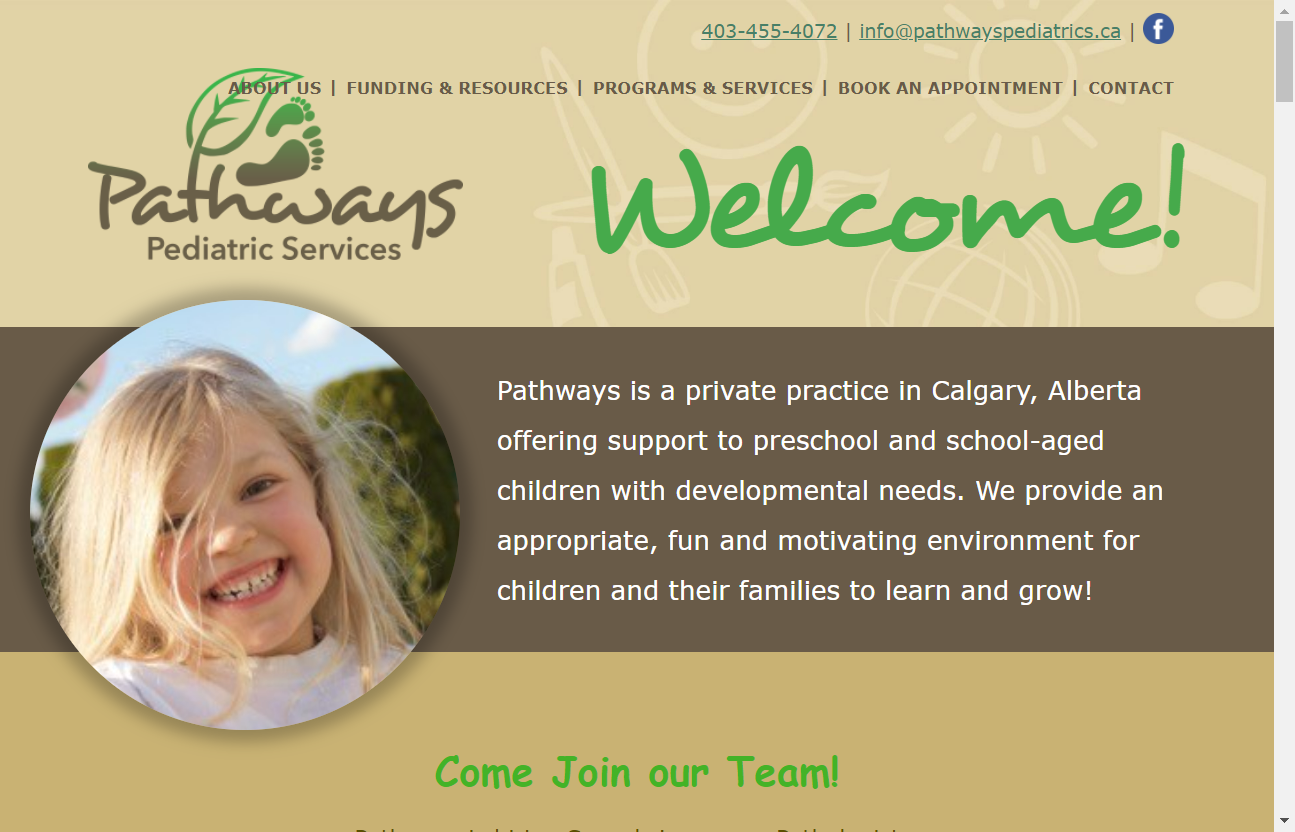 403-455-4072 | info@pathwayspediatrics.ca |
ABOUT US | FUNDING & RESOURCES | PROGRAMS & SERVICES | BOOK AN APPOINTMENT | CONTACT
Pathways
Pediatric Services
Welcome!
Pathways is a private practice in Calgary, Alberta
offering support to preschool and school-aged
children with developmental needs. We provide an
appropriate, fun and motivating environment for
children and their families to learn and grow!
Come Join our Team!